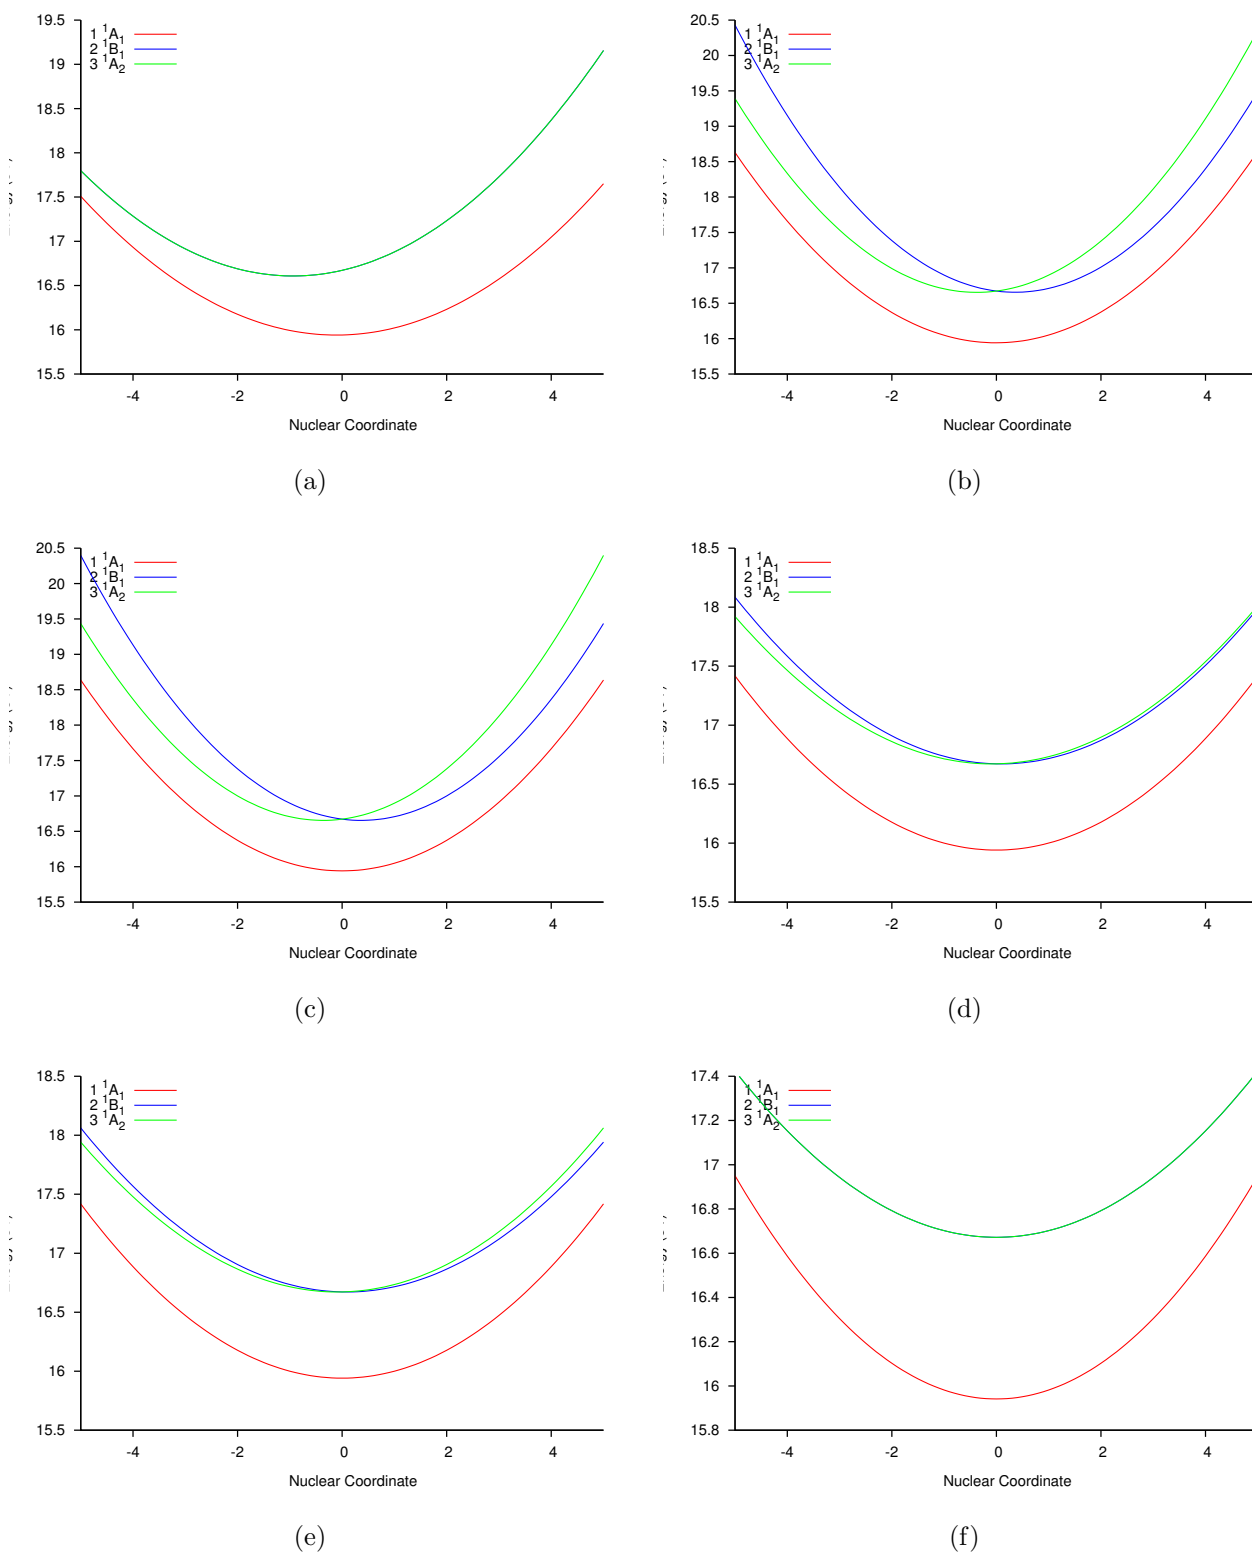 19.5
19
18.5
18
17.5
17
16.5
16
15.5
1 ¹A₁
2 ¹B₁
3 ¹A₂
-4 -2 0 2 4
Nuclear Coordinate
(a)
20.5
20
19.5
19
18.5
18
17.5
17
16.5
16
15.5
1 ¹A₁
2 ¹B₁
3 ¹A₂
-4 -2 0 2 4
Nuclear Coordinate
(b)
20.5
20
19.5
19
18.5
18
17.5
17
16.5
16
15.5
1 ¹A₁
2 ¹B₁
3 ¹A₂
-4 -2 0 2 4
Nuclear Coordinate
(c)
18.5
18
17.5
17
16.5
16
15.5
1 ¹A₁
2 ¹B₁
3 ¹A₂
-4 -2 0 2 4
Nuclear Coordinate
(d)
18.5
18
17.5
17
16.5
16
15.5
1 ¹A₁
2 ¹B₁
3 ¹A₂
-4 -2 0 2 4
Nuclear Coordinate
(e)
17.4
17.2
17
16.8
16.6
16.4
16.2
16
15.8
1 ¹A₁
2 ¹B₁
3 ¹A₂
-4 -2 0 2 4
Nuclear Coordinate
(f)